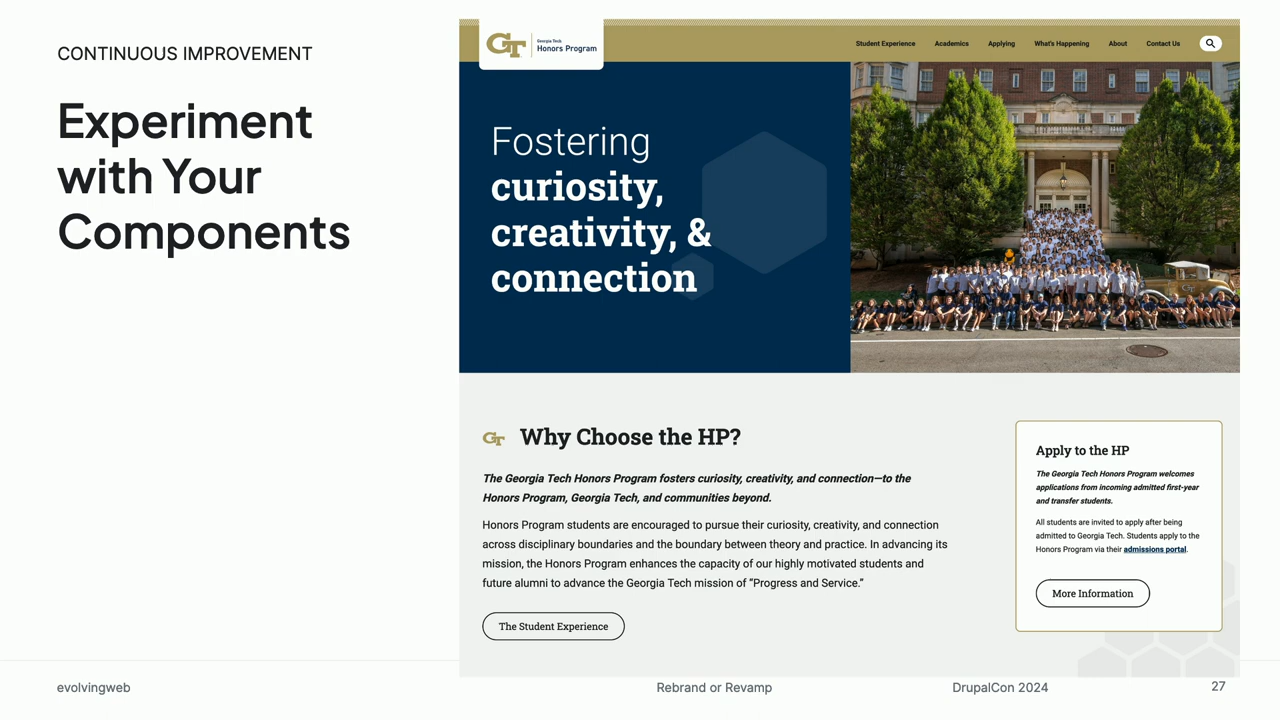 CONTINUOUS IMPROVEMENT
Experiment
with Your
Components
GT
Georgia Tech
Honors Program
Student Experience
Academics
Applying
What's Happening
About
Contact Us
Fostering
curiosity,
creativity, &
connection
GT
GT
Why Choose the HP?
The Georgia Tech Honors Program fosters curiosity, creativity, and connection—to the
Honors Program, Georgia Tech, and communities beyond.
Honors Program students are encouraged to pursue their curiosity, creativity, and connection
across disciplinary boundaries and the boundary between theory and practice. In advancing its
mission, the Honors Program enhances the capacity of our highly motivated students and
future alumni to advance the Georgia Tech mission of “Progress and Service.”
The Student Experience
Apply to the HP
The Georgia Tech Honors Program welcomes
applications from incoming admitted first-year
and transfer students.
All students are invited to apply after being
admitted to Georgia Tech. Students apply to the
Honors Program via their admissions portal.
More Information
evolvingweb
Rebrand or Revamp
DrupalCon 2024
27